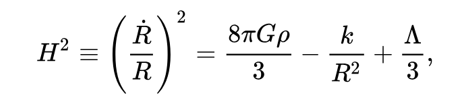 H² ≡ (Ṙ/R)² = 8πGρ/3 − k/R² + Λ/3,